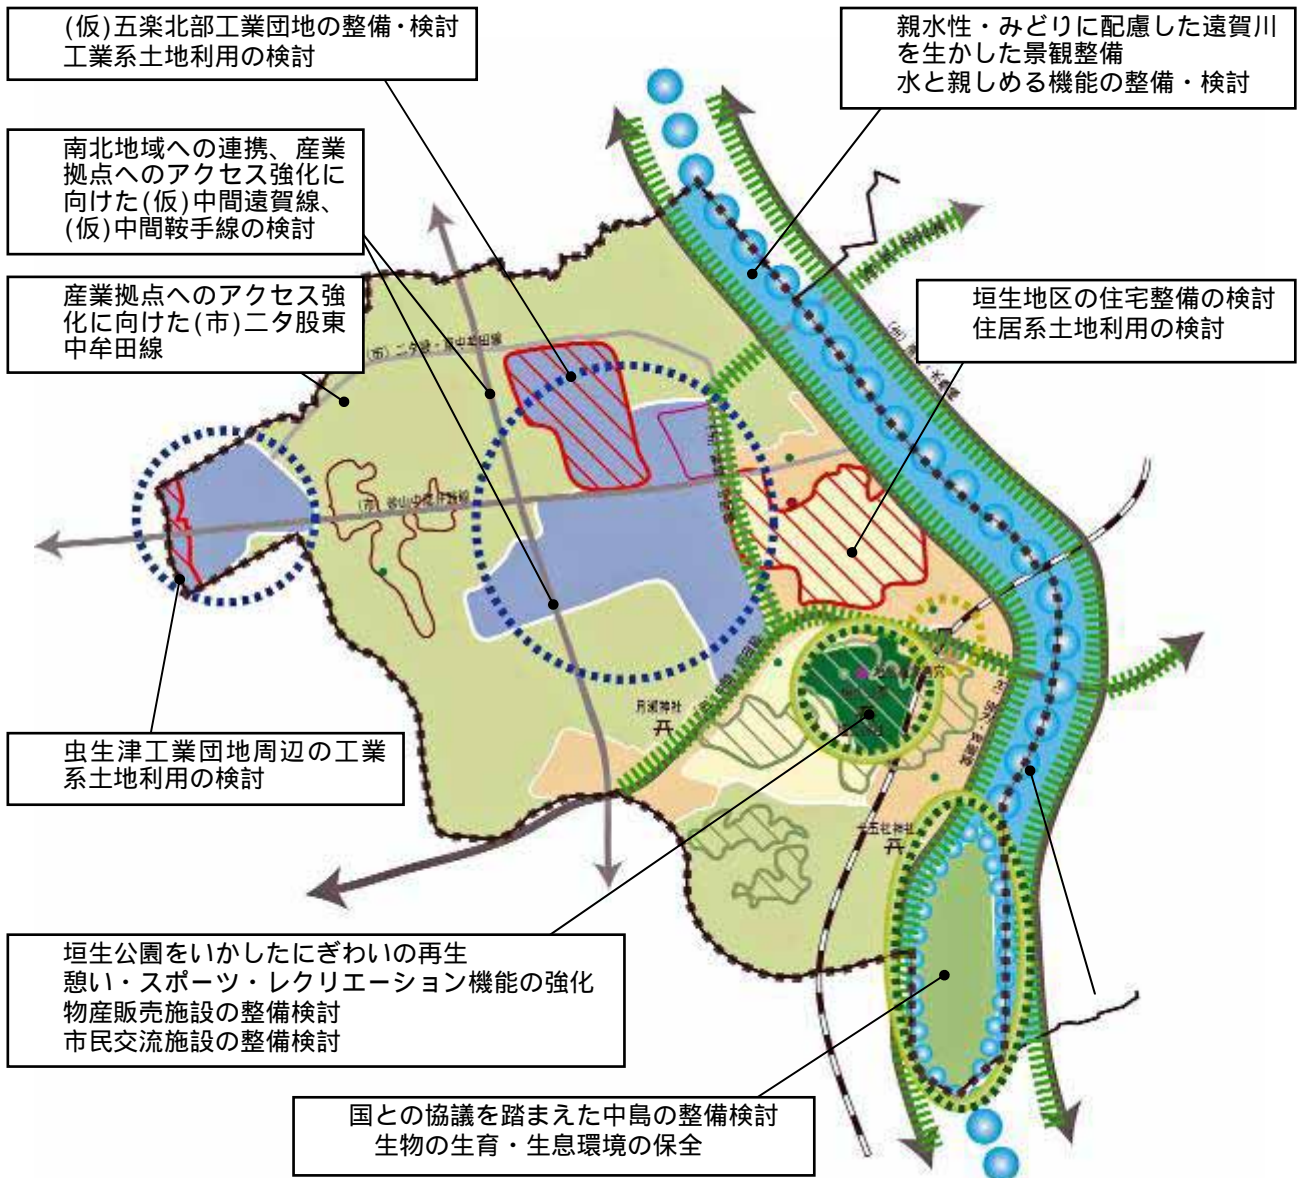 (仮)五楽北部工業団地の整備・検討
工業系土地利用の検討
親水性・みどりに配慮した遠賀川
を生かした景観整備
水と親しめる機能の整備・検討
南北地域への連携、産業
拠点へのアクセス強化に
向けた(仮)中間遠賀線、
(仮)中間鞍手線の検討
産業拠点へのアクセス強
化に向けた(市)二タ股東
中牟田線
垣生地区の住宅整備の検討
住居系土地利用の検討
月瀬神社
十五社神社
虫生津工業団地周辺の工業
系土地利用の検討
垣生公園をいかしたにぎわいの再生
憩い・スポーツ・レクリエーション機能の強化
物産販売施設の整備検討
市民交流施設の整備検討
国との協議を踏まえた中島の整備検討
生物の生育・生息環境の保全